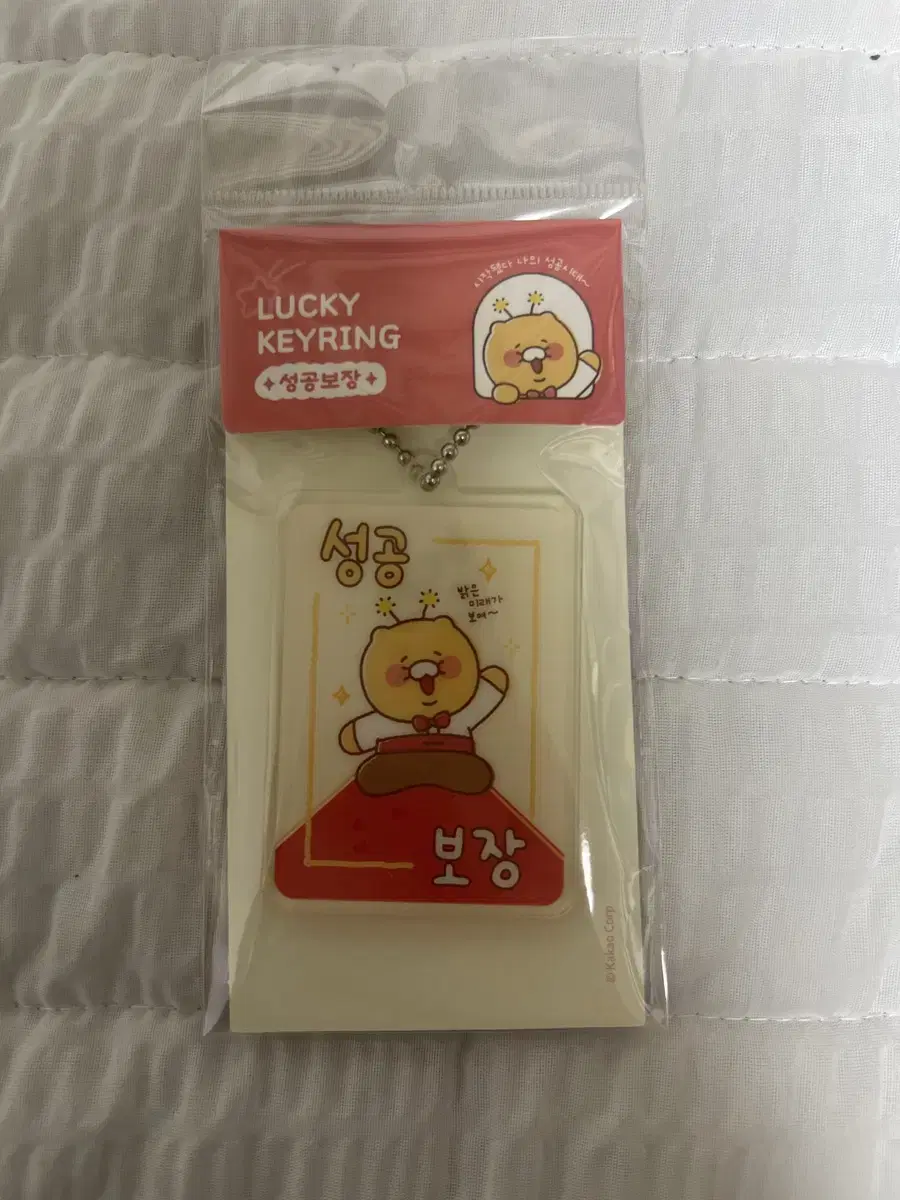 시작됐다 나의 성공시대~
LUCKY
KEYRING
성공보장
성공
밝은
미래가
보여~
보장
© Kakao Corp